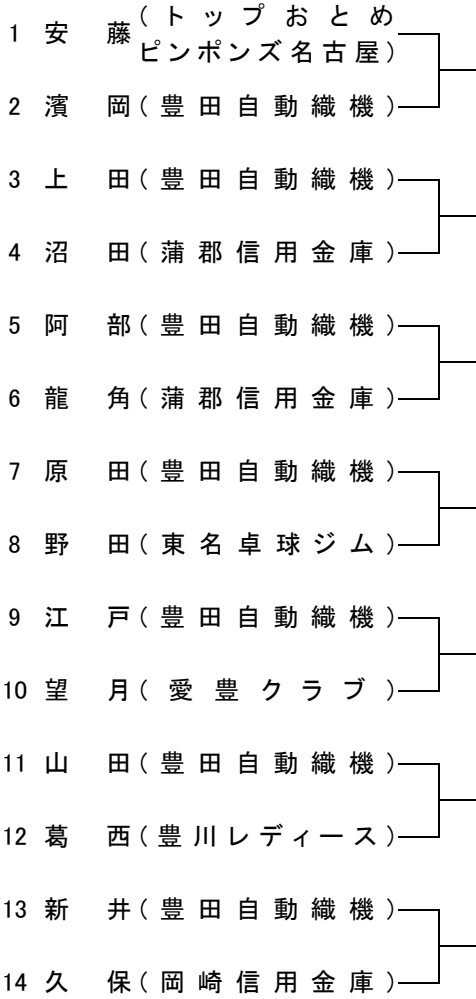 1 安藤(トップおとめ
ピンポンズ名古屋)
2 濱岡(豊田自動織機)
3 上田(豊田自動織機)
4 沼田(蒲郡信用金庫)
5 阿部(豊田自動織機)
6 龍角(蒲郡信用金庫)
7 原田(豊田自動織機)
8 野田(東名卓球ジム)
9 江戸(豊田自動織機)
10 望月(愛豊クラブ)
11 山田(豊田自動織機)
12 葛西(豊川レディース)
13 新井(豊田自動織機)
14 久保(岡崎信用金庫)